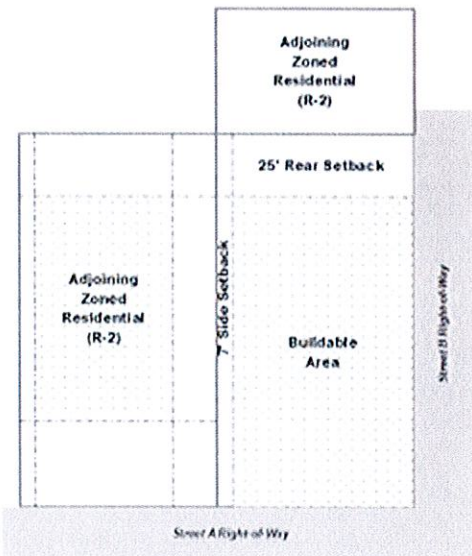 Adjoining
Zoned
Residential
(R-2)
25' Rear Setback
Adjoining
Zoned
Residential
(R-2)
7' Side Setback
Buildable
Area
Street B Right-of-Way
Street A Right-of-Way